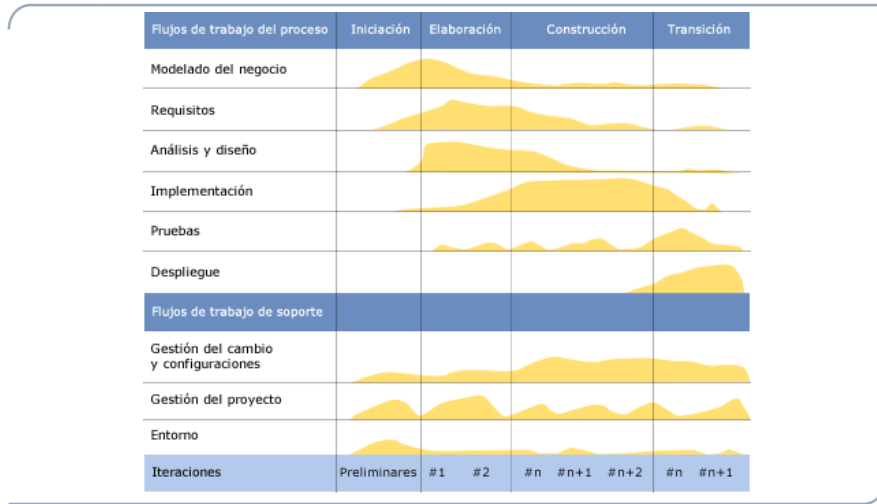 Flujos de trabajo del proceso Iniciación Elaboración Construcción Transición
Modelado del negocio
Requisitos
Análisis y diseño
Implementación
Pruebas
Despliegue
Flujos de trabajo de soporte
Gestión del cambio
y configuraciones
Gestión del proyecto
Entorno
Iteraciones Preliminares #1 #2 #n #n+1 #n+2 #n #n+1